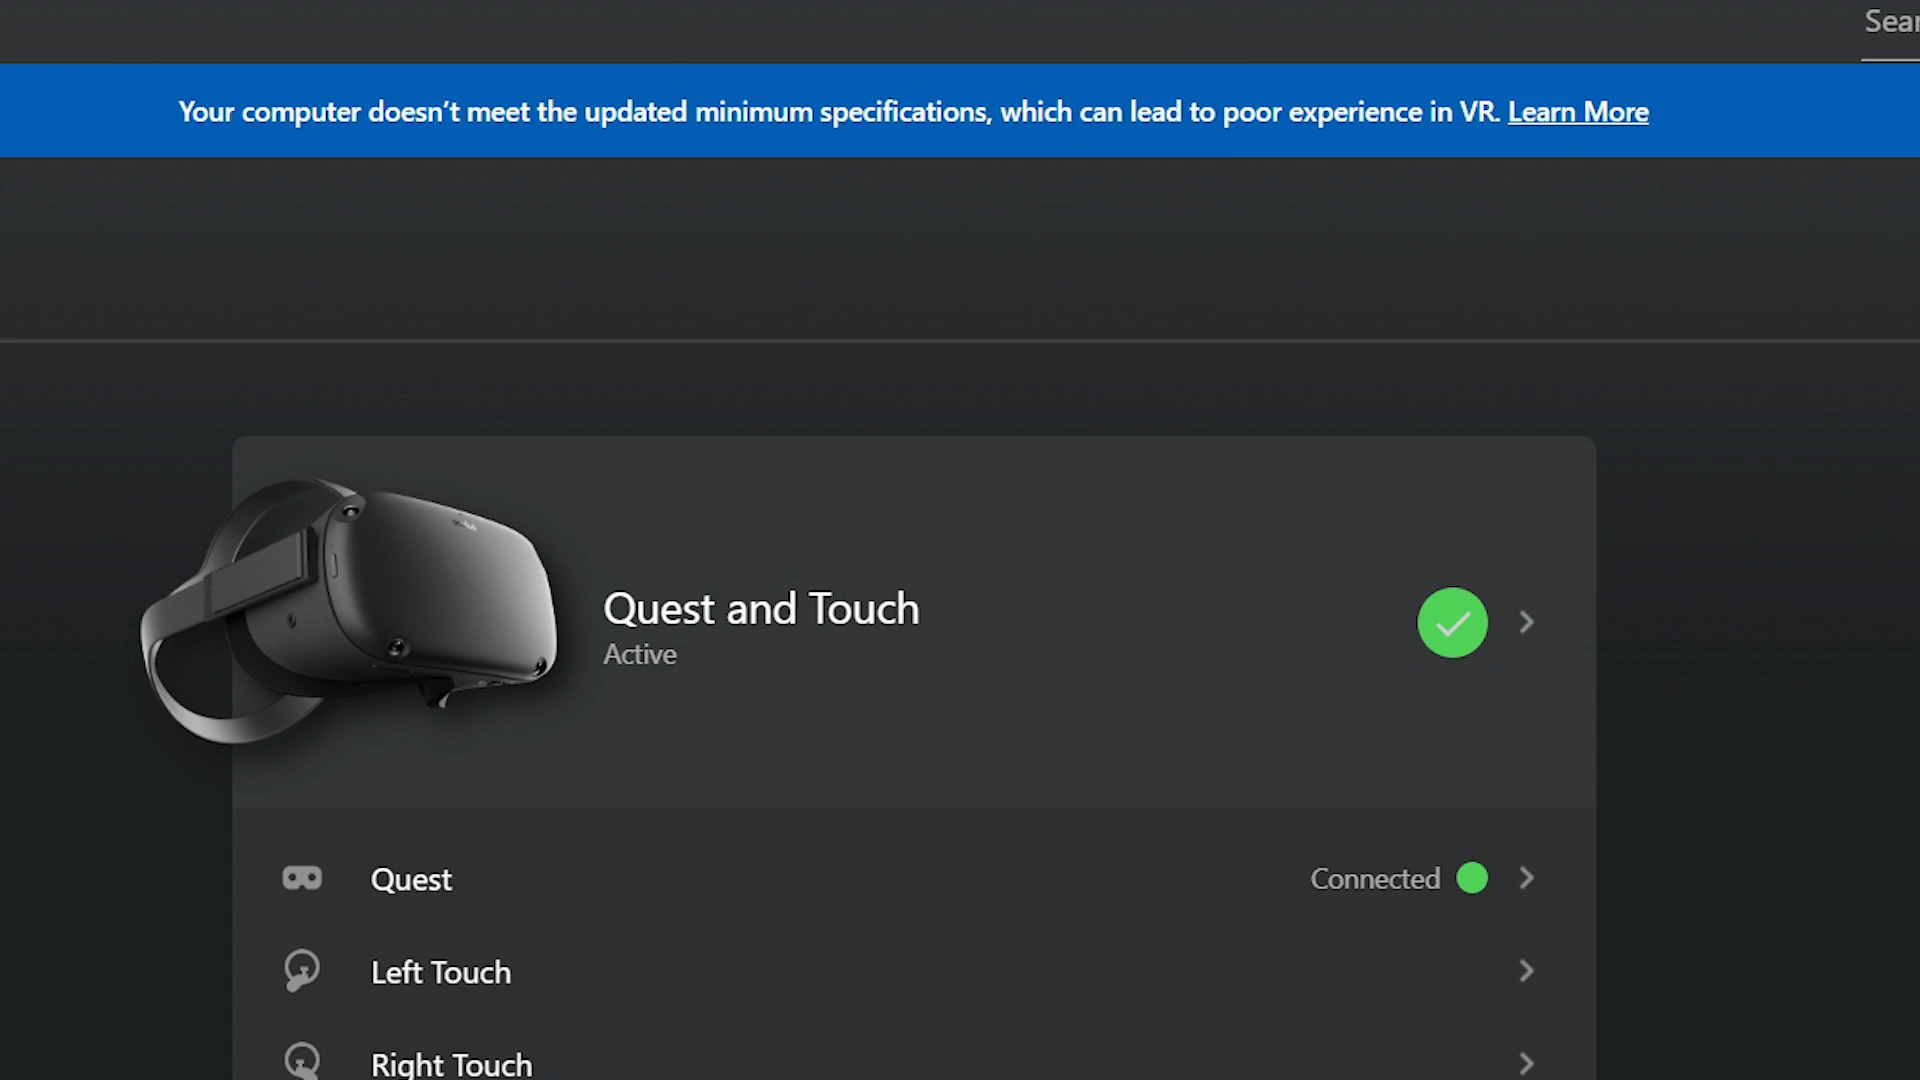 Your computer doesn’t meet the updated minimum specifications, which can lead to poor experience in VR. Learn More
Quest and Touch
Active
Quest
Connected
Left Touch
Right Touch